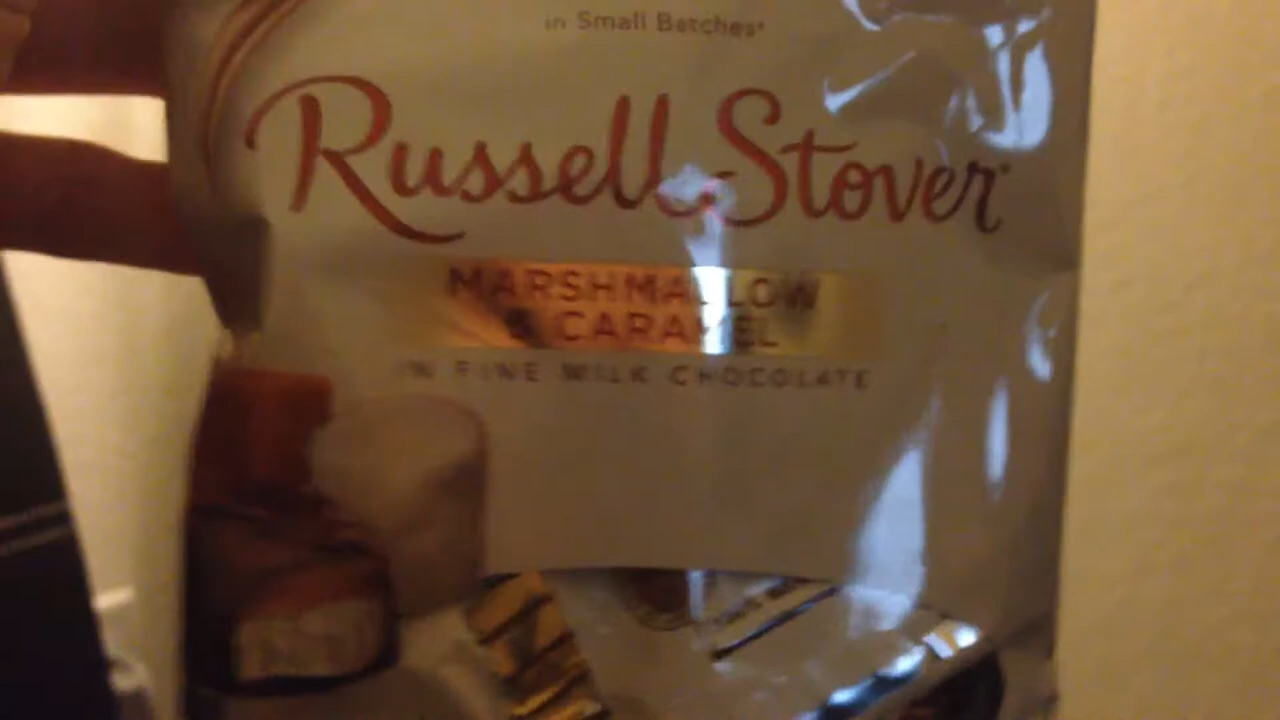 in Small Batches*
Russell Stover
MARSHMALLOW
& CARAMEL
IN FINE MILK CHOCOLATE